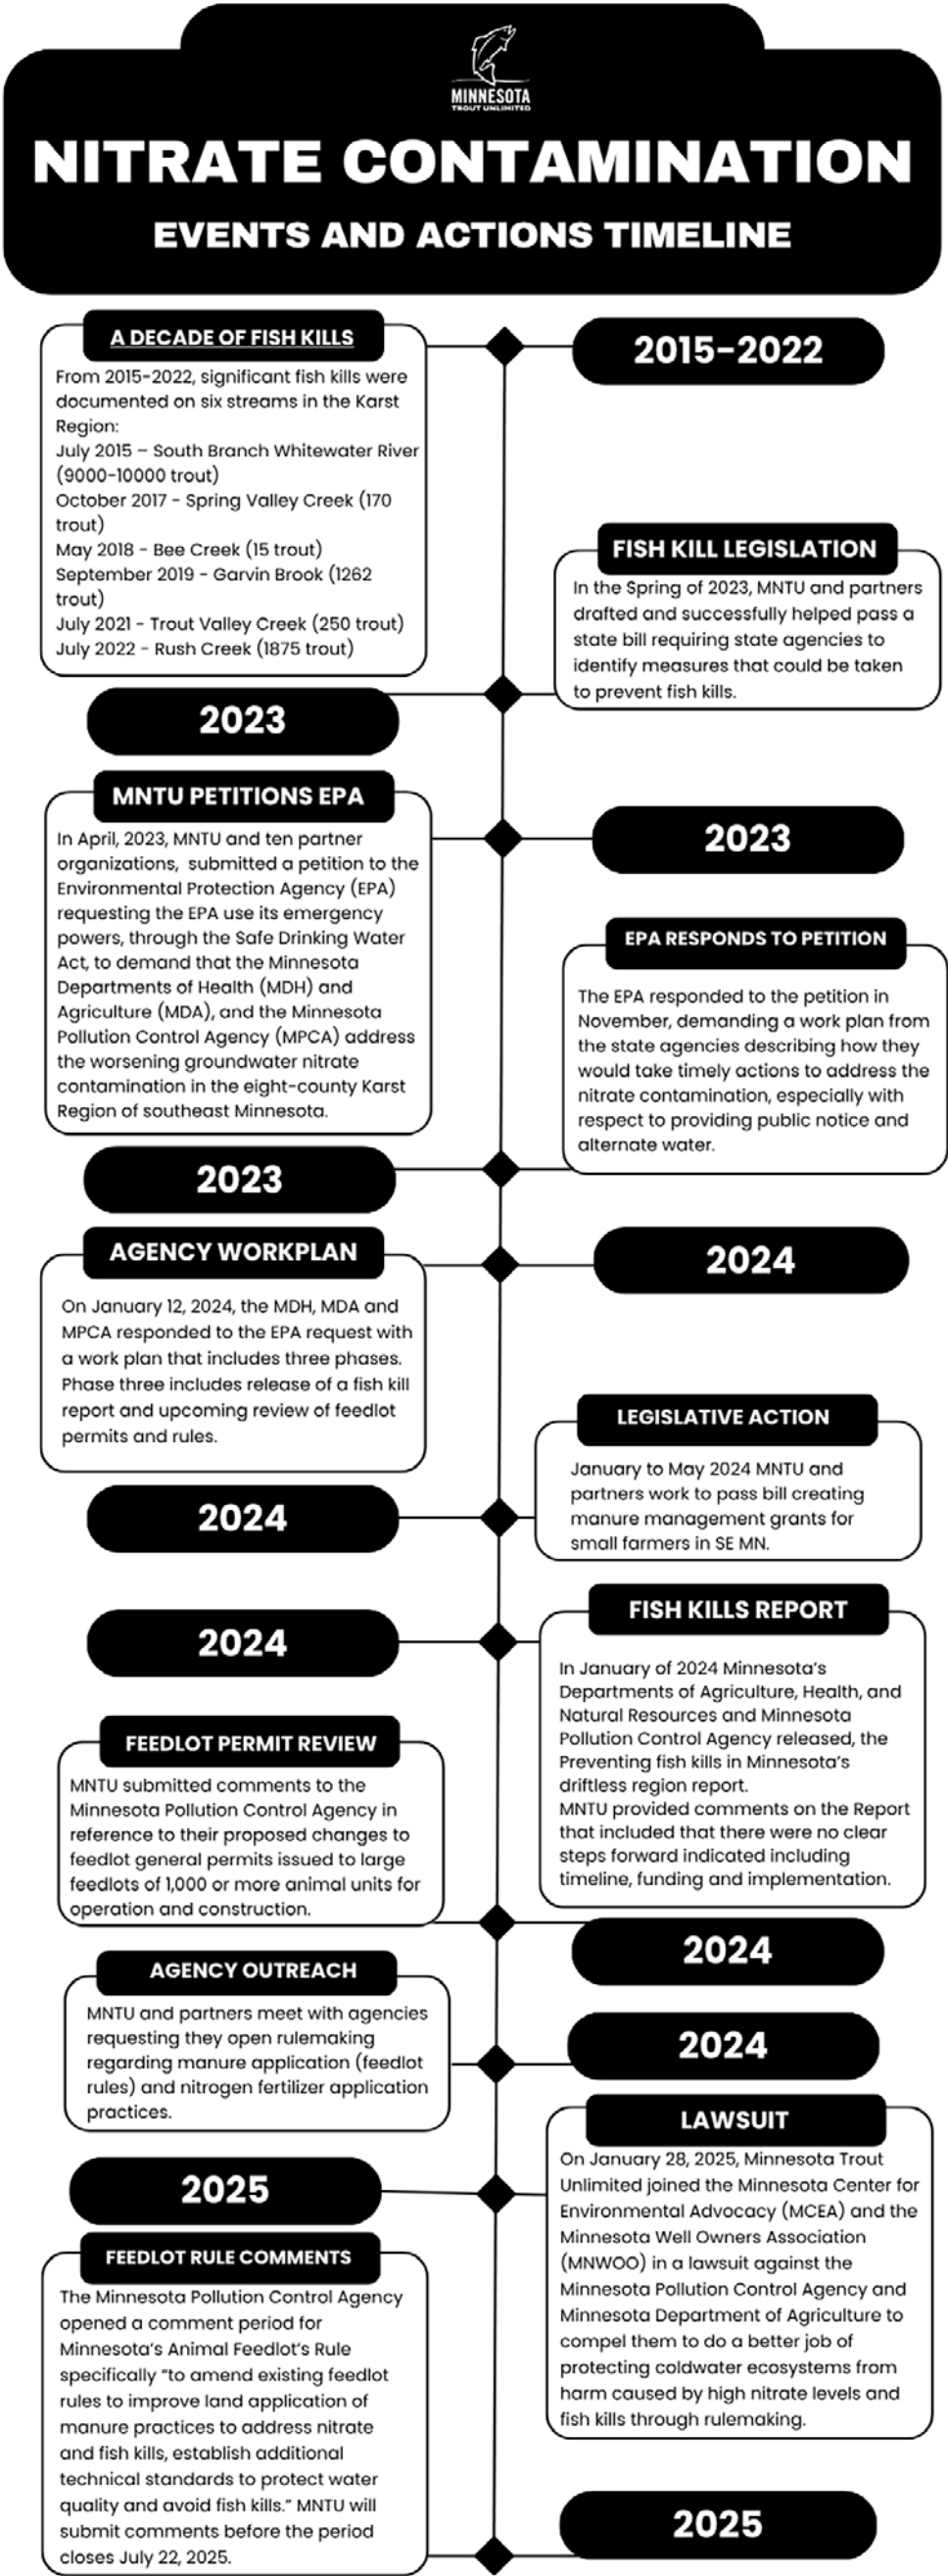 MINNESOTA
TROUT UNLIMITED
NITRATE CONTAMINATION
EVENTS AND ACTIONS TIMELINE
A DECADE OF FISH KILLS
From 2015-2022, significant fish kills were
documented on six streams in the Karst
Region:
July 2015 – South Branch Whitewater River
(9000-10000 trout)
October 2017 - Spring Valley Creek (170
trout)
May 2018 - Bee Creek (15 trout)
September 2019 - Garvin Brook (1262
trout)
July 2021 - Trout Valley Creek (250 trout)
July 2022 - Rush Creek (1875 trout)
2015-2022
FISH KILL LEGISLATION
In the Spring of 2023, MNTU and partners
drafted and successfully helped pass a
state bill requiring state agencies to
identify measures that could be taken
to prevent fish kills.
2023
MNTU PETITIONS EPA
In April, 2023, MNTU and ten partner
organizations, submitted a petition to the
Environmental Protection Agency (EPA)
requesting the EPA use its emergency
powers, through the Safe Drinking Water
Act, to demand that the Minnesota
Departments of Health (MDH) and
Agriculture (MDA), and the Minnesota
Pollution Control Agency (MPCA) address
the worsening groundwater nitrate
contamination in the eight-county Karst
Region of southeast Minnesota.
2023
EPA RESPONDS TO PETITION
The EPA responded to the petition in
November, demanding a work plan from
the state agencies describing how they
would take timely actions to address the
nitrate contamination, especially with
respect to providing public notice and
alternate water.
2023
AGENCY WORKPLAN
On January 12, 2024, the MDH, MDA and
MPCA responded to the EPA request with
a work plan that includes three phases.
Phase three includes release of a fish kill
report and upcoming review of feedlot
permits and rules.
2024
LEGISLATIVE ACTION
January to May 2024 MNTU and
partners work to pass bill creating
manure management grants for
small farmers in SE MN.
2024
FISH KILLS REPORT
In January of 2024 Minnesota's
Departments of Agriculture, Health, and
Natural Resources and Minnesota
Pollution Control Agency released, the
Preventing fish kills in Minnesota's
driftless region report.
MNTU provided comments on the Report
that included that there were no clear
steps forward indicated including
timeline, funding and implementation.
2024
FEEDLOT PERMIT REVIEW
MNTU submitted comments to the
Minnesota Pollution Control Agency in
reference to their proposed changes to
feedlot general permits issued to large
feedlots of 1,000 or more animal units for
operation and construction.
2024
AGENCY OUTREACH
MNTU and partners meet with agencies
requesting they open rulemaking
regarding manure application (feedlot
rules) and nitrogen fertilizer application
practices.
2024
LAWSUIT
On January 28, 2025, Minnesota Trout
Unlimited joined the Minnesota Center for
Environmental Advocacy (MCEA) and the
Minnesota Well Owners Association
(MNWOO) in a lawsuit against the
Minnesota Pollution Control Agency and
Minnesota Department of Agriculture to
compel them to do a better job of
protecting coldwater ecosystems from
harm caused by high nitrate levels and
fish kills through rulemaking.
2025
FEEDLOT RULE COMMENTS
The Minnesota Pollution Control Agency
opened a comment period for
Minnesota's Animal Feedlot's Rule
specifically "to amend existing feedlot
rules to improve land application of
manure practices to address nitrate
and fish kills, establish additional
technical standards to protect water
quality and avoid fish kills." MNTU will
submit comments before the period
closes July 22, 2025.
2025